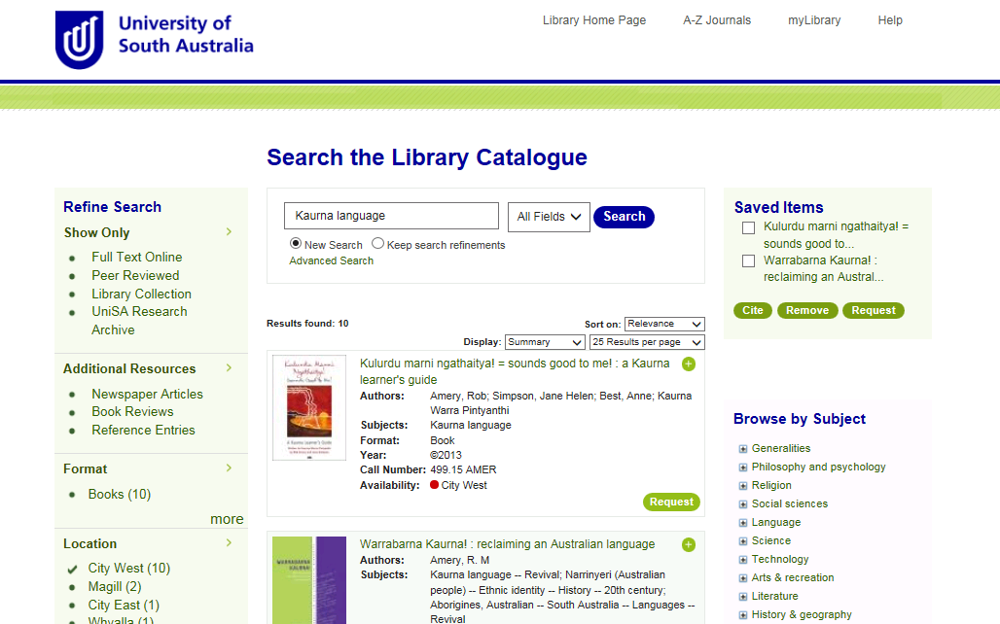 University of
South Australia
Library Home Page
A-Z Journals
myLibrary
Help
Search the Library Catalogue
Refine Search
Show Only
Full Text Online
Peer Reviewed
Library Collection
UniSA Research
Archive
Additional Resources
Newspaper Articles
Book Reviews
Reference Entries
Format
Books (10)
more
Location
City West (10)
Magill (2)
City East (1)
Whyalla (1)
Kaurna language
All Fields
Search
New Search
Keep search refinements
Advanced Search
Results found: 10
Sort on: Relevance
Display: Summary
25 Results per page
Kulurdu marni ngathaitya! = sounds good to me! : a Kaurna
learner's guide
Authors: Amery, Rob; Simpson, Jane Helen; Best, Anne; Kaurna
Warra Pintyanthi
Subjects: Kaurna language
Format: Book
Year: ©2013
Call Number: 499.15 AMER
Availability: City West
Request
Kulurdu Marni
Ngathaitya!
Sounds Good to Me!
A Kaurna Learner's Guide
Warrabarna Kaurna! : reclaiming an Australian language
Authors: Amery, R. M
Subjects: Kaurna language -- Revival; Narrinyeri (Australian
people) -- Ethnic identity -- History -- 20th century;
Aborigines, Australian -- South Australia -- Languages --
Revival
WARRABARNA
KAURNA!
Saved Items
Kulurdu marni ngathaitya! =
sounds good to...
Warrabarna Kaurna! :
reclaiming an Austral...
Cite
Remove
Request
Browse by Subject
Generalities
Philosophy and psychology
Religion
Social sciences
Language
Science
Technology
Arts & recreation
Literature
History & geography